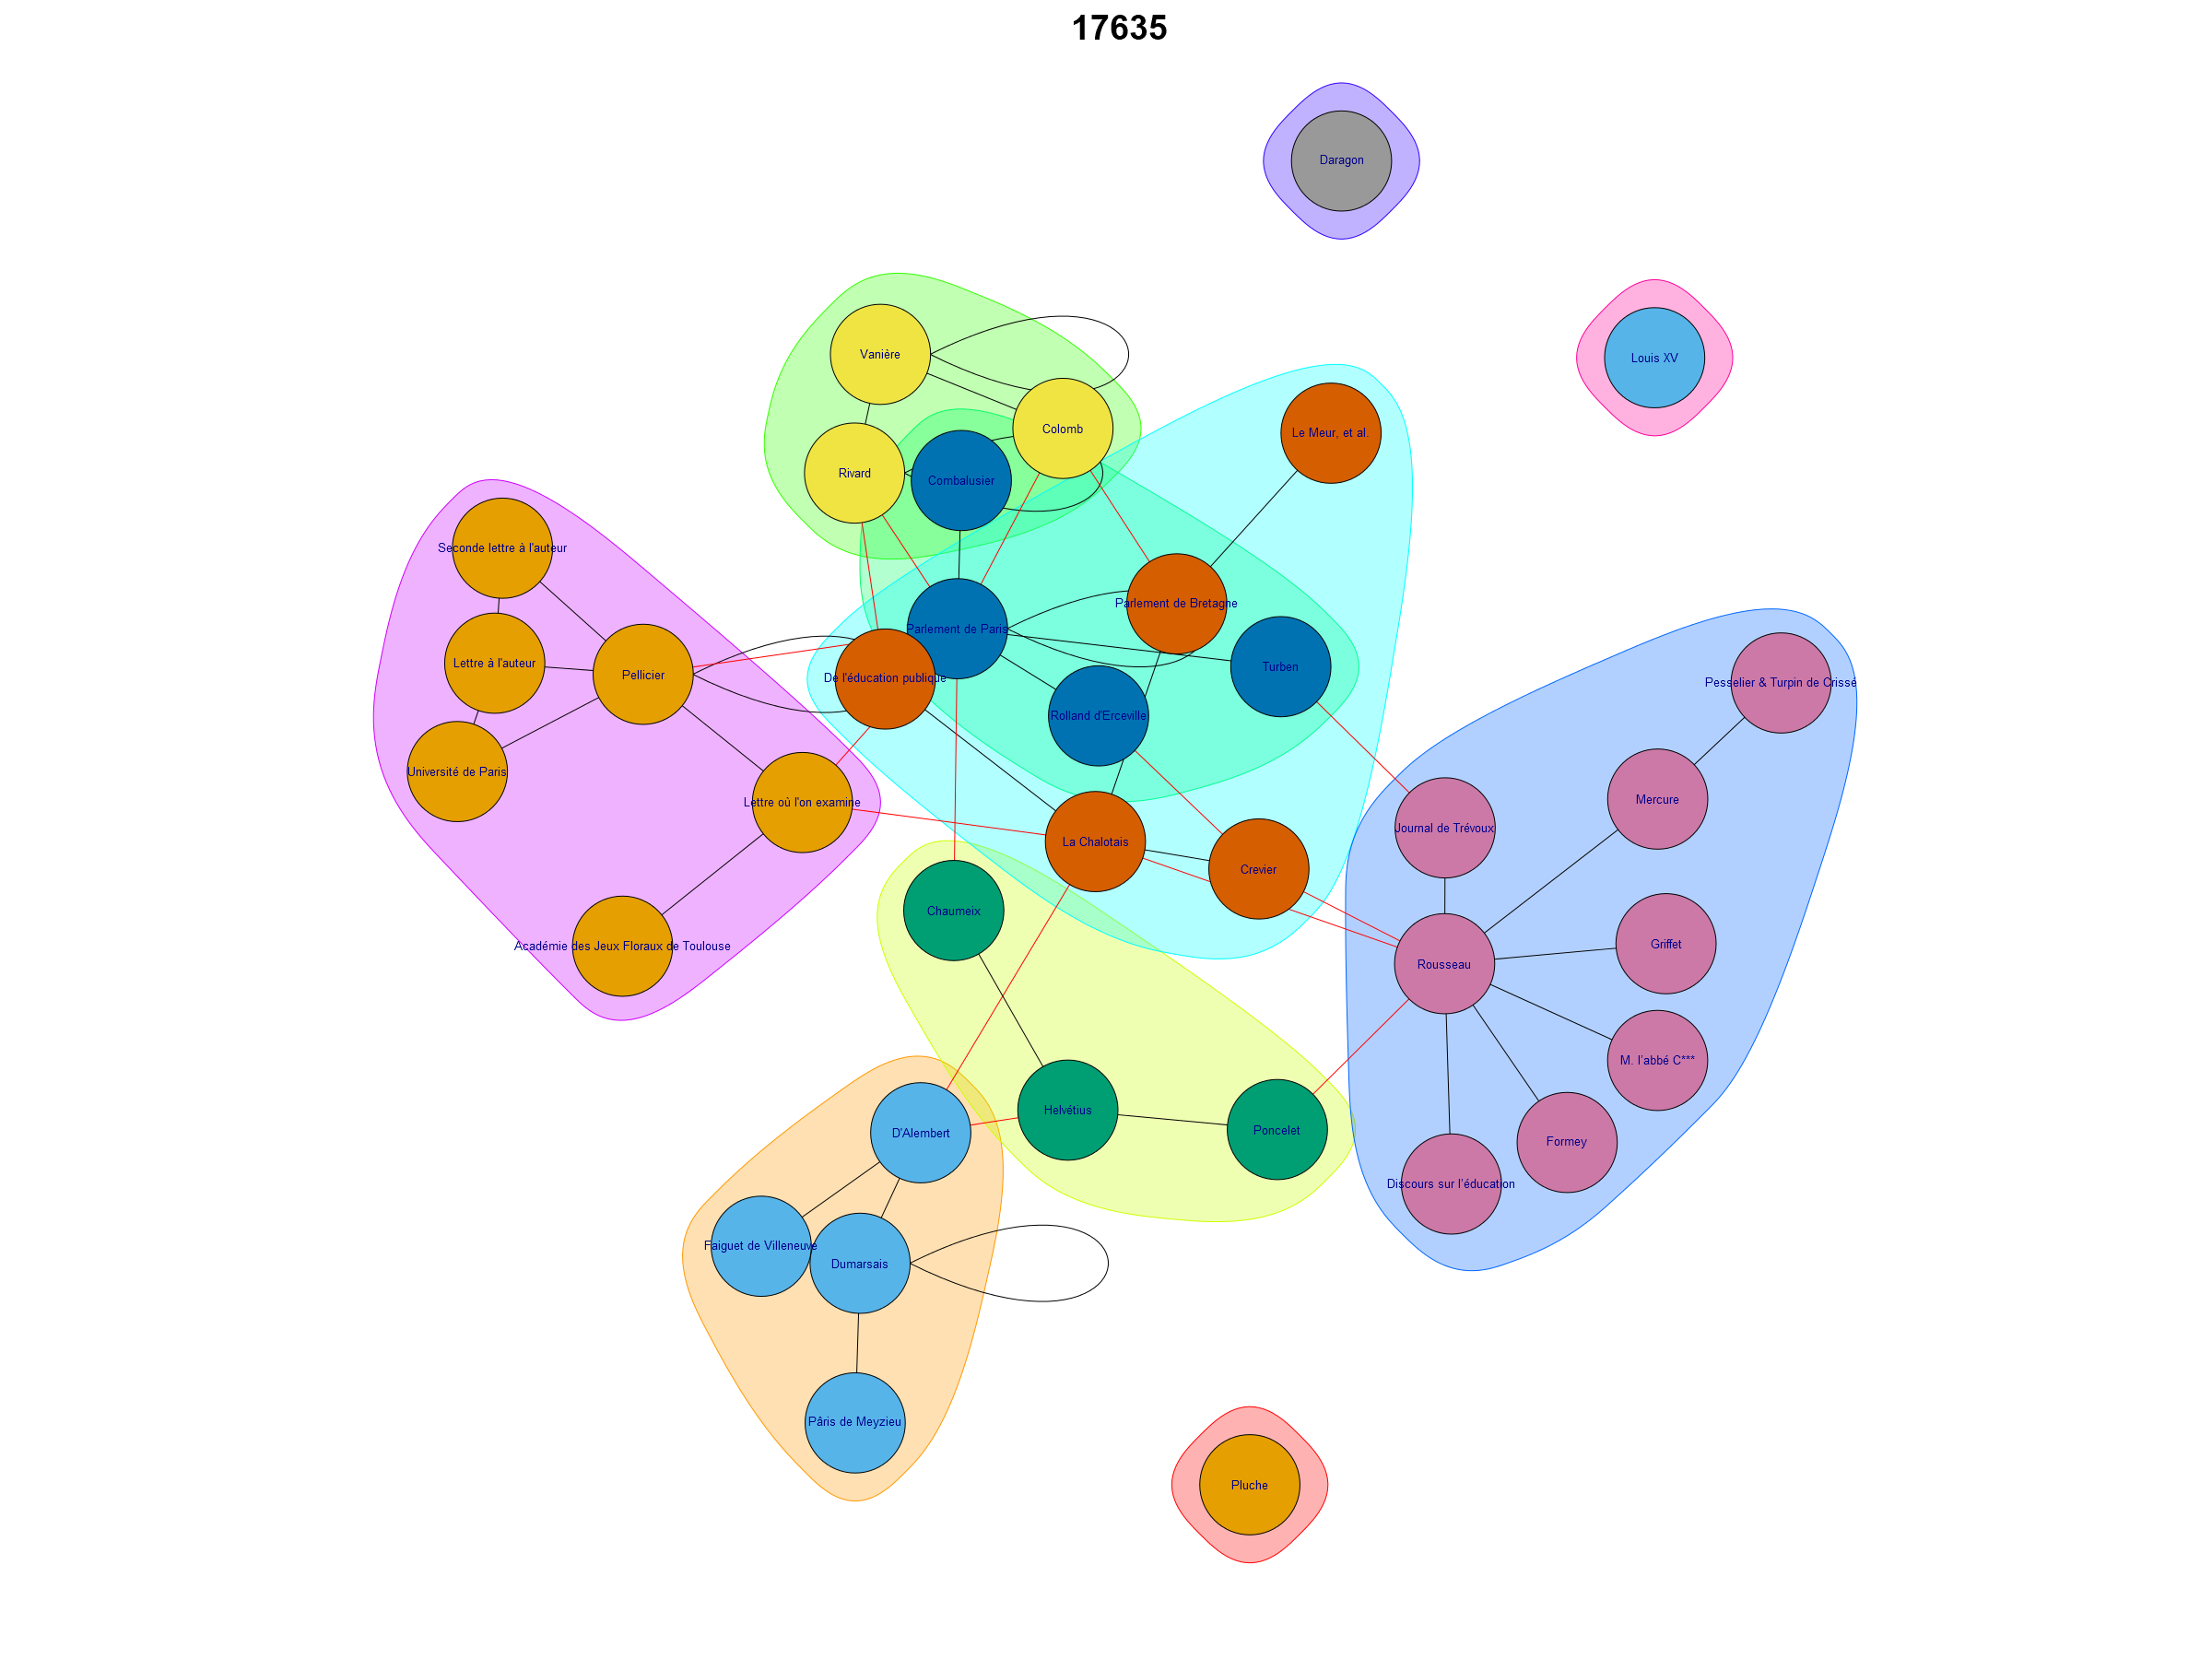 17635
Daragon
Vanière
Louis XV
Colomb
Le Meur, et al.
Rivard
Combalusier
Seconde lettre à l'auteur
Parlement de Bretagne
Parlement de Paris
Lettre à l'auteur
Turben
Pellicier
De l'éducation publique
Pesselier & Turpin de Crissé
Rolland d'Erceville
Université de Paris
Mercure
Lettre où l'on examine
Journal de Trévoux
La Chalotais
Crevier
Chaumeix
Griffet
Académie des Jeux Floraux de Toulouse
Rousseau
M. l'abbé C***
Helvétius
Poncelet
D'Alembert
Formey
Discours sur l'éducation
Faiguet de Villeneuve
Dumarsais
Pâris de Meyzieu
Pluche